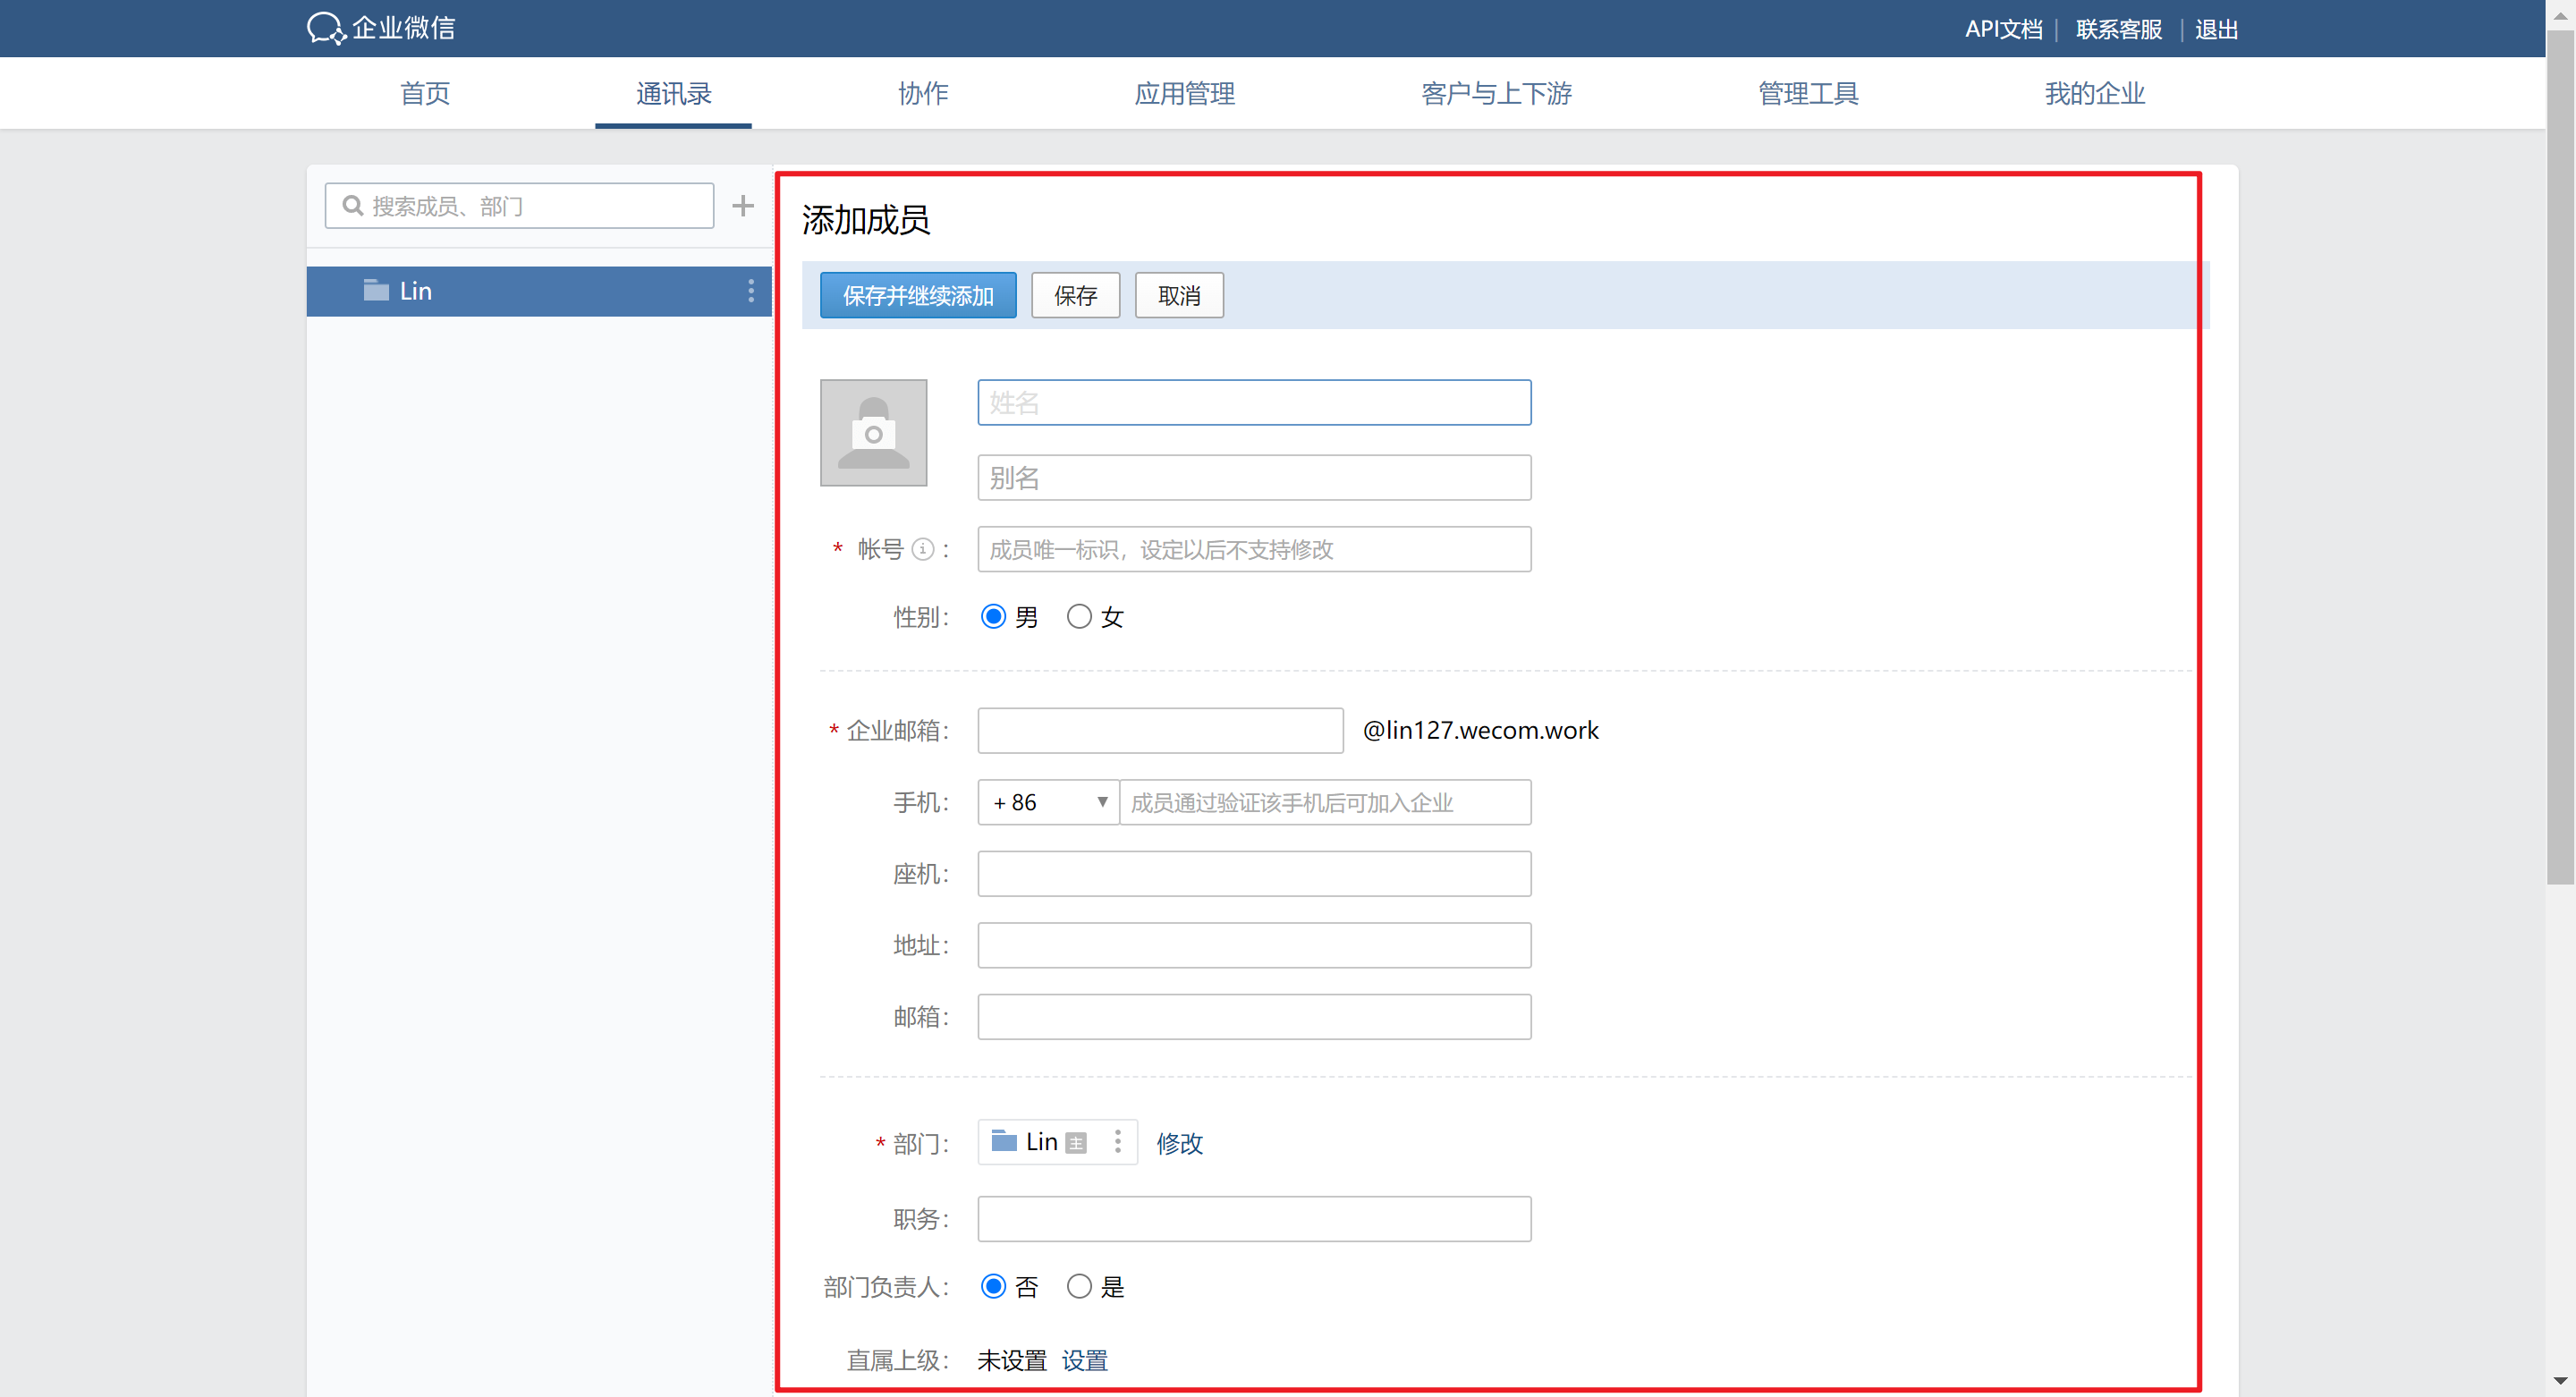 企业微信
API文档 | 联系客服 | 退出
首页 通讯录 协作 应用管理 客户与上下游 管理工具 我的企业
搜索成员、部门
Lin
添加成员
保存并继续添加 保存 取消
姓名
别名
* 帐号 : 成员唯一标识，设定以后不支持修改
性别： 男 女
* 企业邮箱： @lin127.wecom.work
手机： + 86 成员通过验证该手机后可加入企业
座机：
地址：
邮箱：
* 部门： Lin 主 修改
职务：
部门负责人： 否 是
直属上级： 未设置 设置